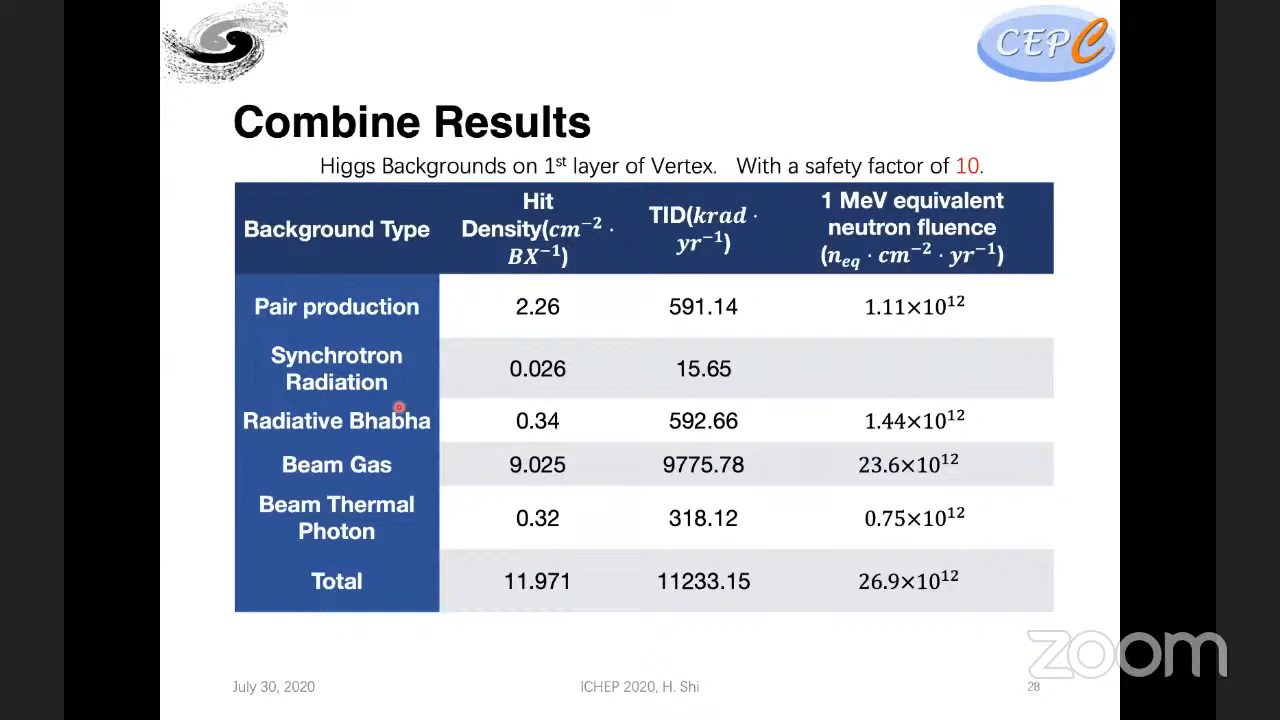 CEPC
Combine Results
Higgs Backgrounds on 1st layer of Vertex. With a safety factor of 10.
Background Type
Hit
Density(cm⁻² ·
BX⁻¹)
TID(krad ·
yr⁻¹)
1 MeV equivalent
neutron fluence
(n_eq · cm⁻² · yr⁻¹)
Pair production 2.26 591.14 1.11×10¹²
Synchrotron
Radiation 0.026 15.65
Radiative Bhabha 0.34 592.66 1.44×10¹²
Beam Gas 9.025 9775.78 23.6×10¹²
Beam Thermal
Photon 0.32 318.12 0.75×10¹²
Total 11.971 11233.15 26.9×10¹²
zoom
July 30, 2020 ICHEP 2020, H. Shi 28